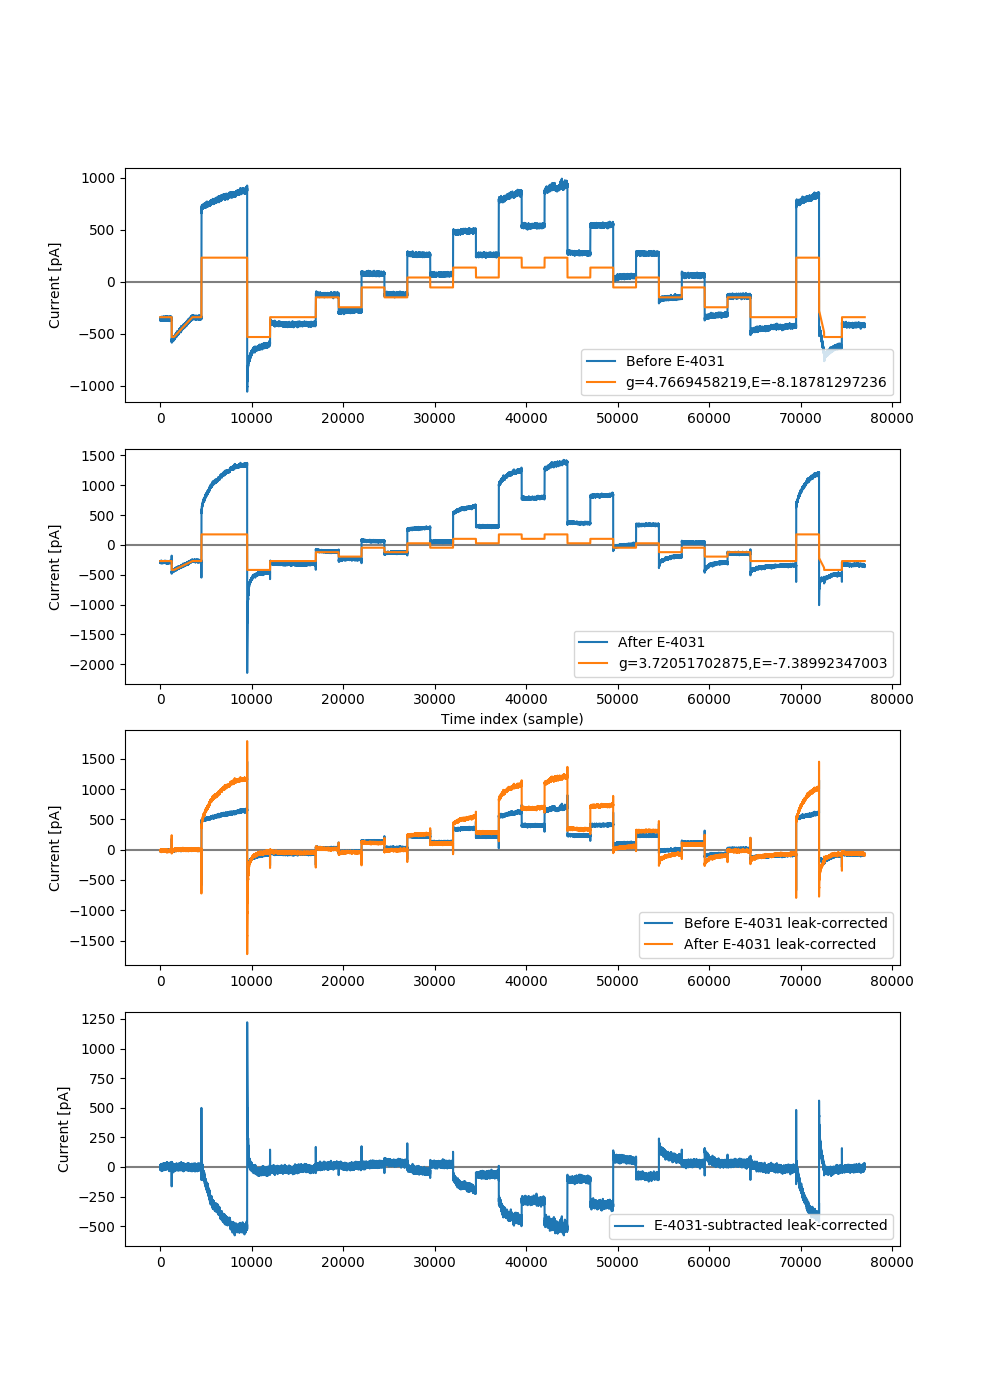 1000
500
0
−500
−1000
Current [pA]
Before E-4031
g=4.7669458219,E=-8.18781297236
0 10000 20000 30000 40000 50000 60000 70000 80000
1500
1000
500
0
−500
−1000
−1500
−2000
Current [pA]
After E-4031
g=3.72051702875,E=-7.38992347003
0 10000 20000 30000 40000 50000 60000 70000 80000
Time index (sample)
1500
1000
500
0
−500
−1000
−1500
Current [pA]
Before E-4031 leak-corrected
After E-4031 leak-corrected
0 10000 20000 30000 40000 50000 60000 70000 80000
1250
1000
750
500
250
0
−250
−500
Current [pA]
E-4031-subtracted leak-corrected
0 10000 20000 30000 40000 50000 60000 70000 80000